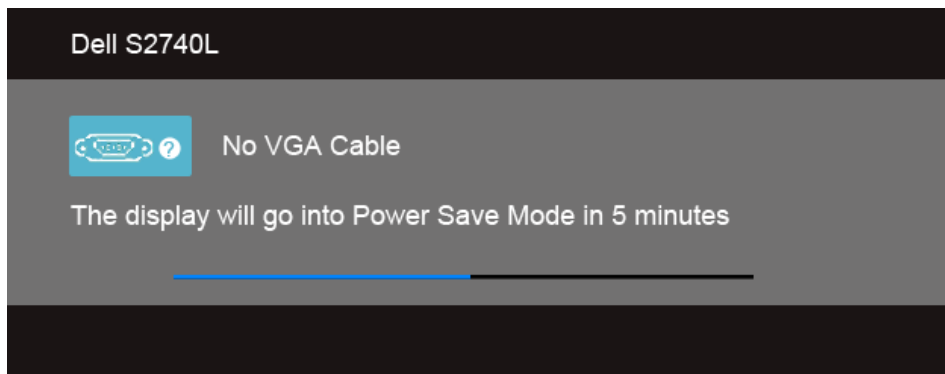 Dell S2740L
No VGA Cable
The display will go into Power Save Mode in 5 minutes